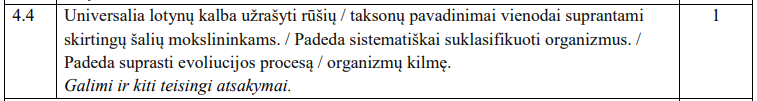 4.4 Universalia lotynų kalba užrašyti rūšių / taksonų pavadinimai vienodai suprantami 1
skirtingų šalių mokslininkams. / Padeda sistematiškai suklasifikuoti organizmus. /
Padeda suprasti evoliucijos procesą / organizmų kilmę.
Galimi ir kiti teisingi atsakymai.